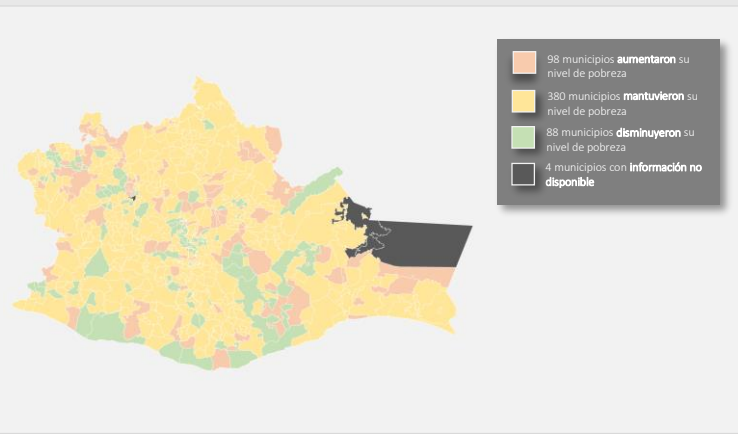 98 municipios aumentaron su
nivel de pobreza
380 municipios mantuvieron su
nivel de pobreza
88 municipios disminuyeron su
nivel de pobreza
4 municipios con información no
disponible